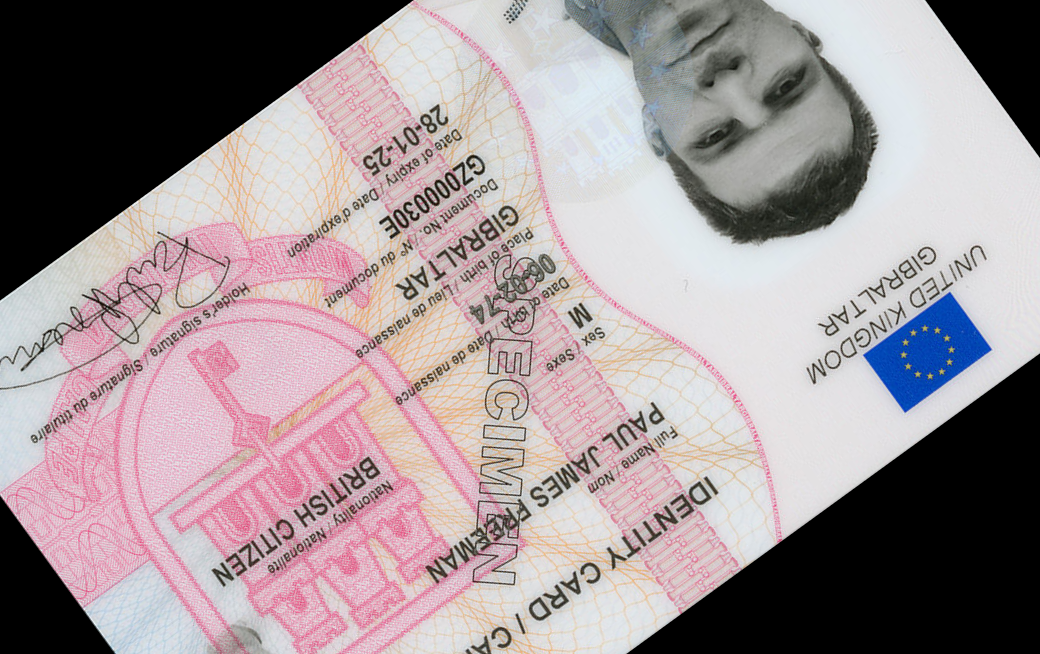 UNITED KINGDOM
GIBRALTAR
IDENTITY CARD / CA
Full Name / Nom
PAUL JAMES FREEMAN
Nationality / Nationalité
BRITISH CITIZEN
Sex / Sexe
M
Date of birth / Date de naissance
06-02-74
Place of birth / Lieu de naissance
GIBRALTAR
Document No. / N° du document
GZ000030E
Date of expiry / Date d'expiration
28-01-25
Holder's signature / Signature du titulaire
SPECIMEN